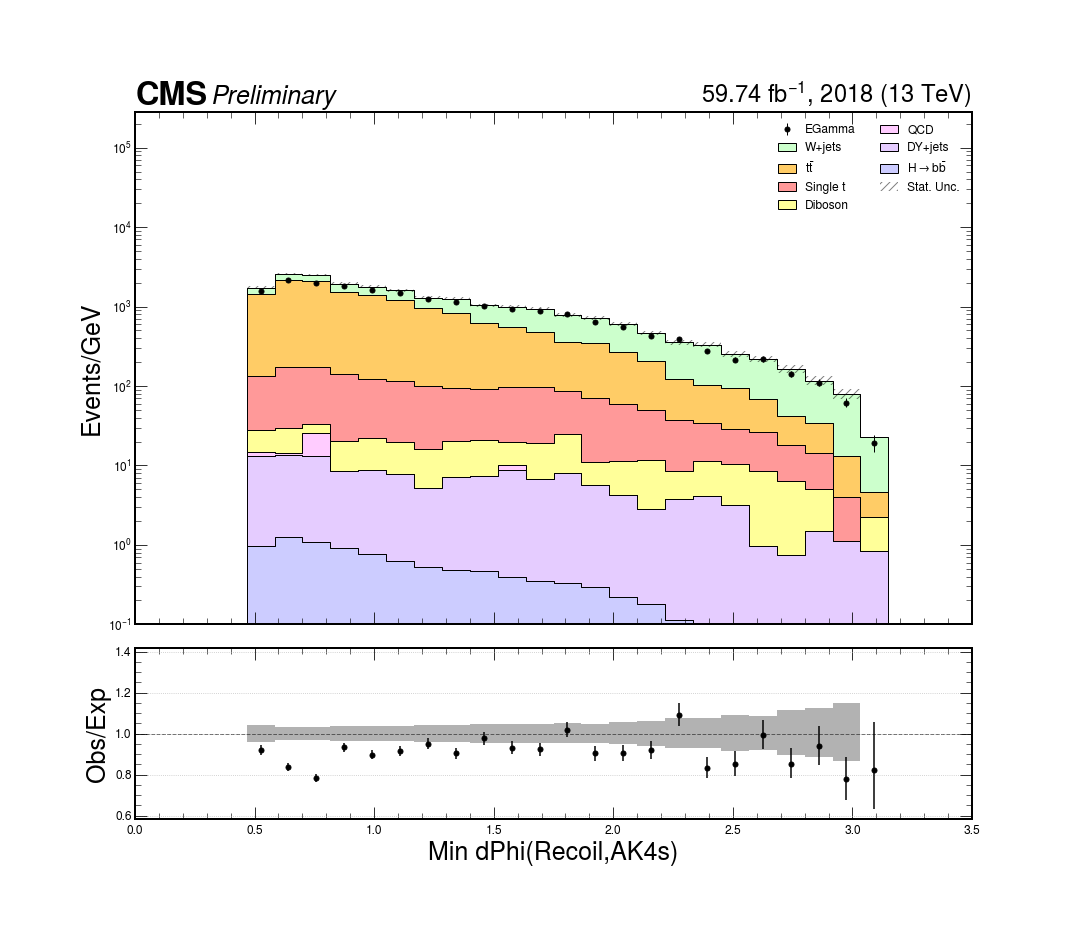 CMS Preliminary
59.74 fb⁻¹, 2018 (13 TeV)
EGamma
W+jets
tt̄
Single t
Diboson
QCD
DY+jets
H→bb̄
Stat. Unc.
Events/GeV
10⁵
10⁴
10³
10²
10¹
10⁰
10⁻¹
Obs/Exp
1.4
1.2
1.0
0.8
0.6
0.0 0.5 1.0 1.5 2.0 2.5 3.0 3.5
Min dPhi(Recoil,AK4s)